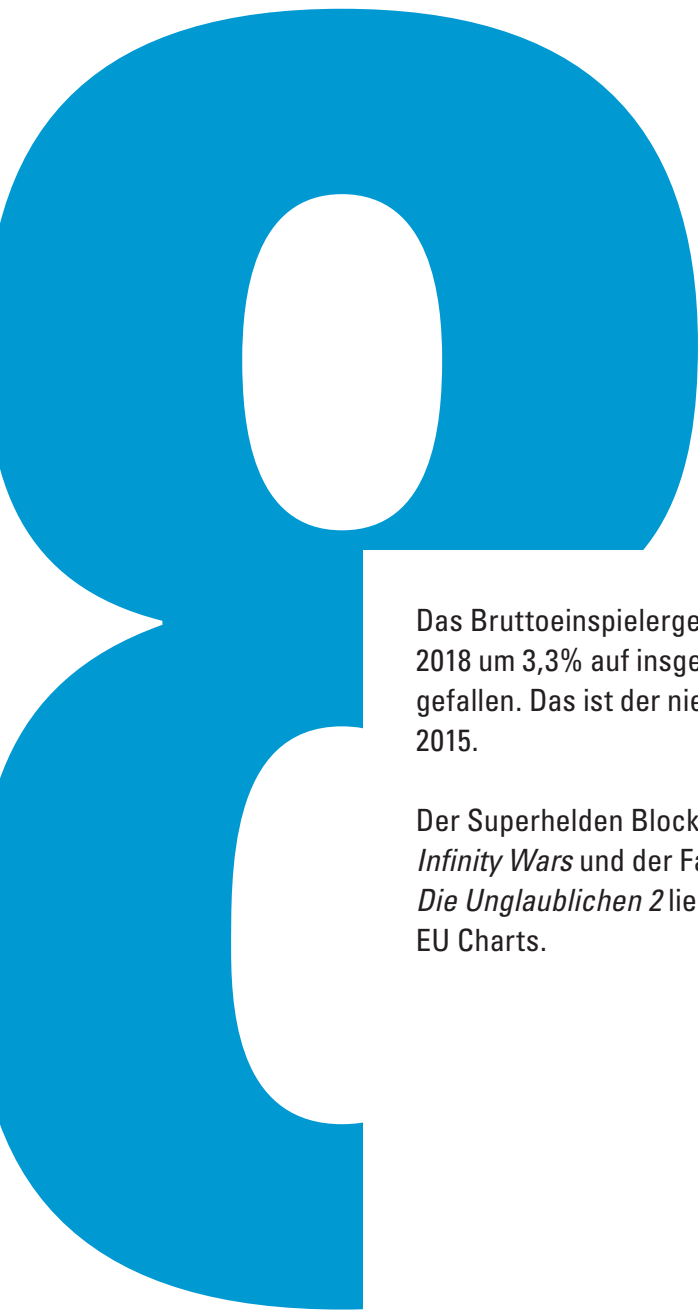 8
Das Bruttoeinspielerge
2018 um 3,3% auf insge
gefallen. Das ist der nie
2015.
Der Superhelden Block
Infinity Wars und der Fa
Die Unglaublichen 2 lie
EU Charts.